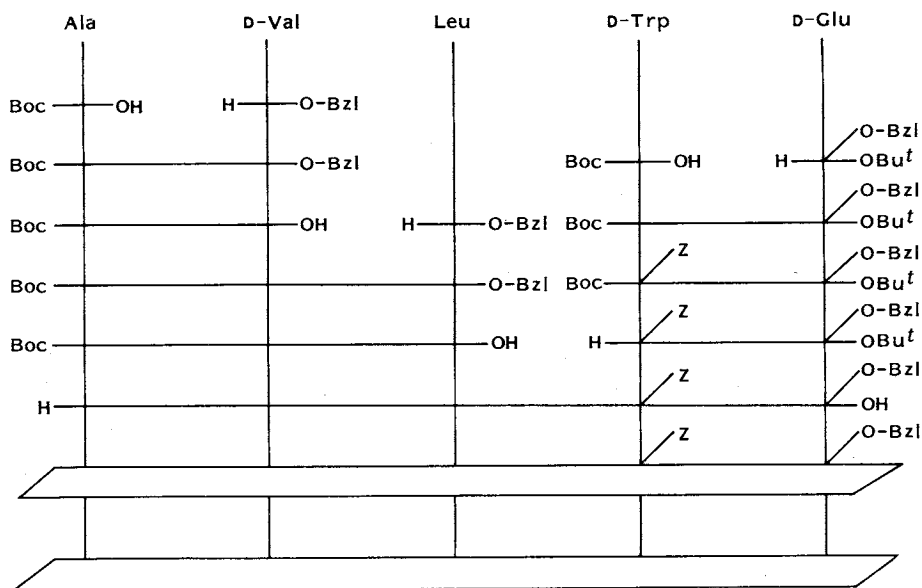 Ala D-Val Leu D-Trp D-Glu
Boc OH H O-Bzl
O-Bzl
Boc O-Bzl Boc OH H OBuᵗ
O-Bzl
Boc OH H O-Bzl Boc OBuᵗ
Z O-Bzl
Boc O-Bzl Boc OBuᵗ
Z O-Bzl
Boc OH H OBuᵗ
Z O-Bzl
H OH
Z O-Bzl